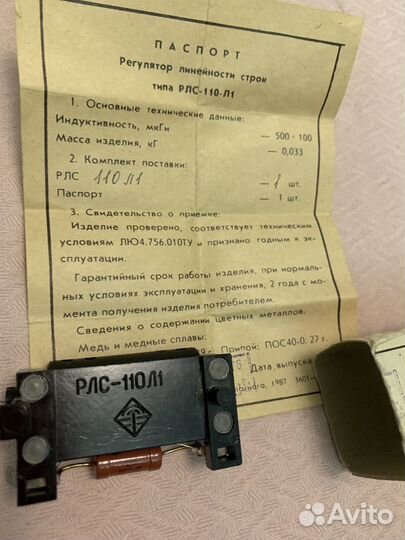 ПАСПОРТ
Регулятор линейности строк
типа РЛС-110-Л1
1. Основные технические данные:
Индуктивность, мкГн — 500 · 100
Масса изделия, кГ — 0,033
2. Комплект поставки:
РЛС 110Л1 — 1 шт.
Паспорт — 1 шт.
3. Свидетельство о приемке:
Изделие проверено, соответствует техническим
условиям ЛЮ4.756.010ТУ и признано годным к эк-
сплуатации.
Гарантийный срок работы изделия, при нормаль-
ных условиях эксплуатации и хранения, 2 года с мо-
мента получения изделия потребителем.
Сведения о содержании цветных металлов.
Медь и медные сплавы:
9 г. Припой: ПОС40-0. 27 г.
Дата выпуска
1987 3601—
РЛС-110Л1
Avito